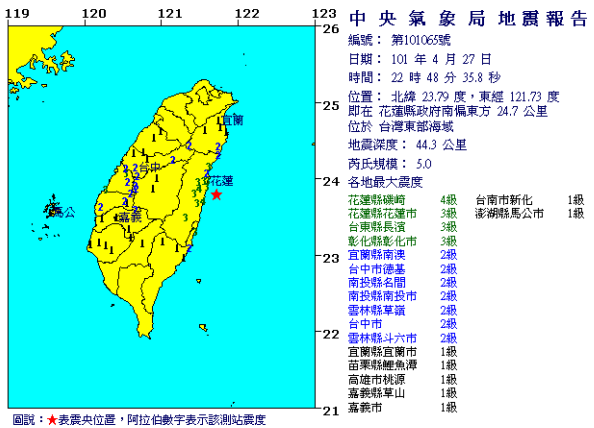 中央氣象局地震報告
編號： 第101065號
日期： 101 年 4 月 27 日
時間： 22 時 48 分 35.8 秒
位置： 北緯 23.79 度，東經 121.73 度
即在 花蓮縣政府南偏東方 24.7 公里
位於 台灣東部海域
地震深度： 44.3 公里
芮氏規模： 5.0
各地最大震度
花蓮縣磯崎 4級 台南市新化 1級
花蓮縣花蓮市 3級 澎湖縣馬公市 1級
台東縣長濱 3級
彰化縣彰化市 3級
宜蘭縣南澳 2級
台中市德基 2級
南投縣名間 2級
南投縣南投市 2級
雲林縣草嶺 2級
台中市 2級
雲林縣斗六市 2級
宜蘭縣宜蘭市 1級
苗栗縣鯉魚潭 1級
高雄市桃源 1級
嘉義縣草山 1級
嘉義市 1級
119 120 121 122 123
26
25
24
23
22
21
宜蘭
台中
花蓮
馬公
嘉義
圖說：★表震央位置，阿拉伯數字表示該測站震度